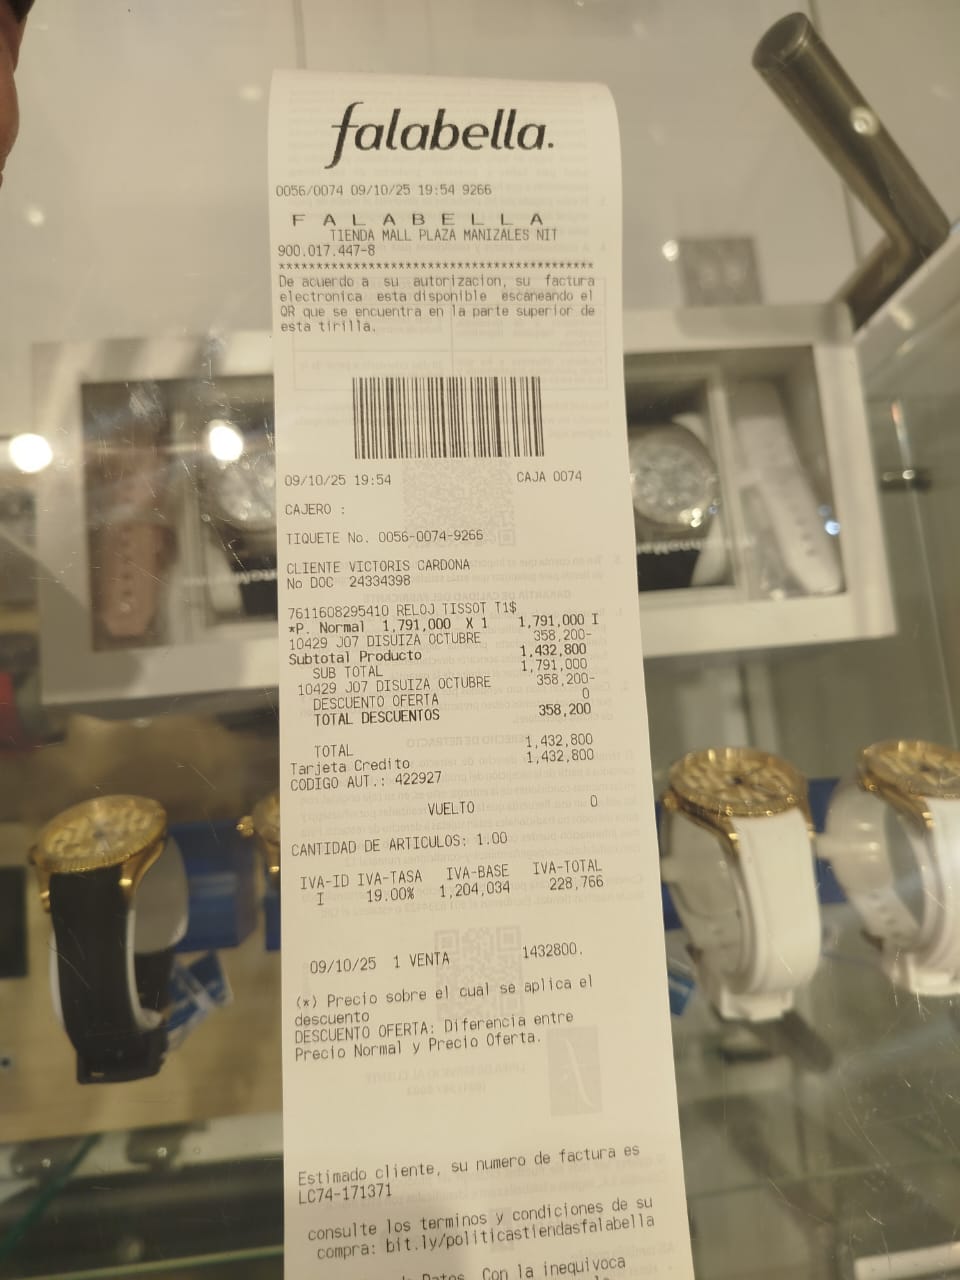 falabella.
0056/0074 09/10/25 19:54 9266
F A L A B E L L A
TIENDA MALL PLAZA MANIZALES NIT
900.017.447-8
********************************************
De acuerdo a su autorizacion, su factura
electronica esta disponible escaneando el
QR que se encuentra en la parte superior de
esta tirilla.
09/10/25 19:54 CAJA 0074
CAJERO :
TIQUETE No. 0056-0074-9266
CLIENTE VICTORIS CARDONA
No DOC 24334398
7611608295410 RELOJ TISSOT T1$
*P. Normal 1,791,000 X 1 1,791,000 I
10429 J07 DISUIZA OCTUBRE 358,200-
Subtotal Producto 1,432,800
SUB TOTAL 1,791,000
10429 J07 DISUIZA OCTUBRE 358,200-
DESCUENTO OFERTA 0
TOTAL DESCUENTOS 358,200
TOTAL 1,432,800
Tarjeta Credito 1,432,800
CODIGO AUT.: 422927
VUELTO 0
CANTIDAD DE ARTICULOS: 1.00
IVA-ID IVA-TASA IVA-BASE IVA-TOTAL
I 19.00% 1,204,034 228,766
09/10/25 1 VENTA 1432800.
(*) Precio sobre el cual se aplica el
descuento
DESCUENTO OFERTA: Diferencia entre
Precio Normal y Precio Oferta.
Estimado cliente, su numero de factura es
LC74-171371
consulte los terminos y condiciones de su
compra: bit.ly/politicastiendasfalabella
Datos. Con la inequivoca